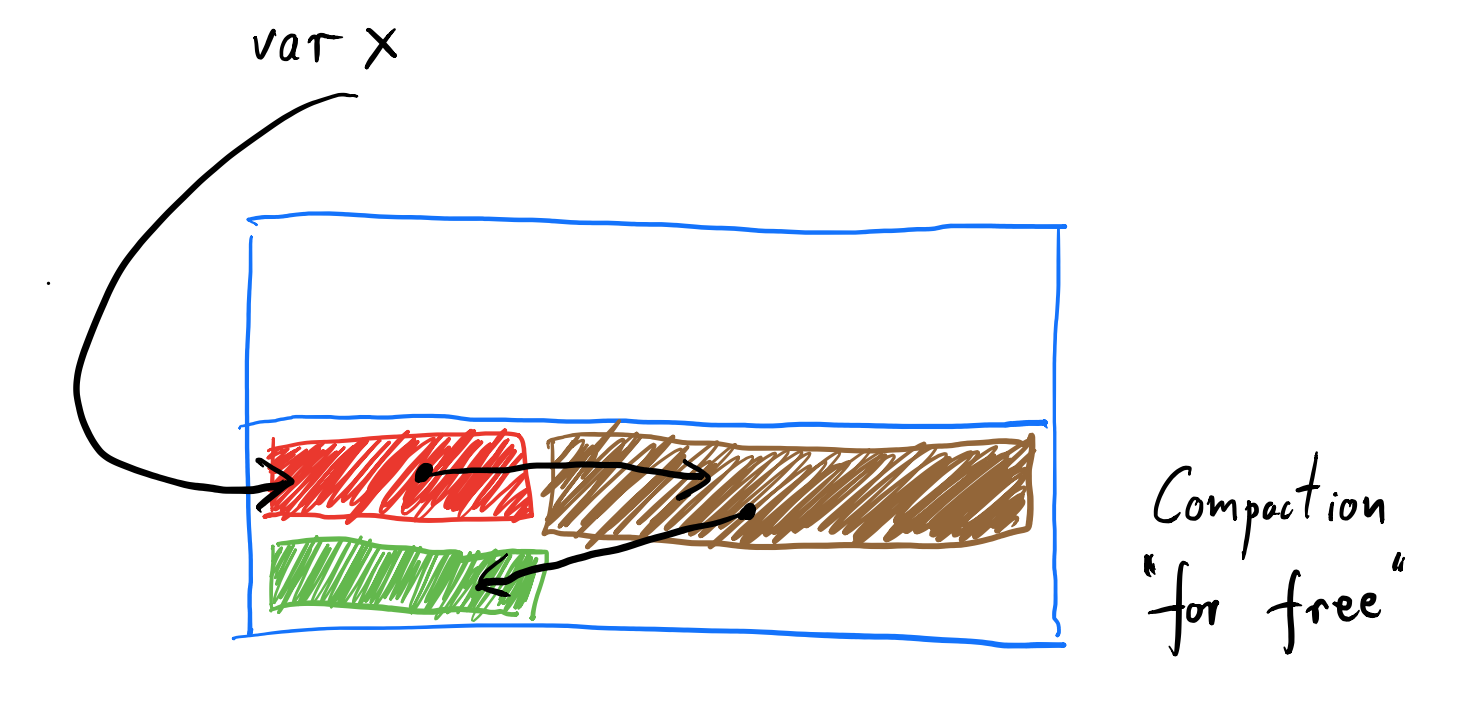 var x
Compaction
"for free"